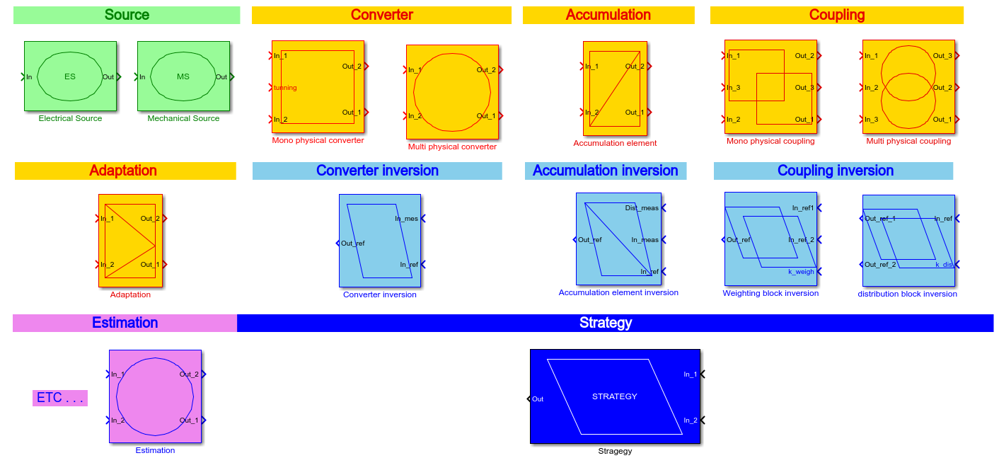 Source
Converter
Accumulation
Coupling
In
ES
Out
Electrical Source
In
MS
Out
Mechanical Source
In_1
tunning
In_2
Out_2
Out_1
Mono physical converter
In_1
In_2
Out_2
Out_1
Multi physical converter
In_1
In_2
Out_2
Out_1
Accumulation element
In_1
In_3
In_2
Out_2
Out_3
Out_1
Mono physical coupling
In_1
In_2
In_3
Out_3
Out_2
Out_1
Multi physical coupling
Adaptation
Converter inversion
Accumulation inversion
Coupling inversion
In_1
In_2
Out_2
Out_1
Adaptation
Out_ref
In_mes
In_ref
Converter inversion
Out_ref
Dist_meas
In_meas
In_ref
Accumulation element inversion
Out_ref
In_ref1
In_ref_2
k_weigh
Weighting block inversion
Out_ref_1
Out_ref_2
In_ref
k_dis
distribution block inversion
Estimation
Strategy
ETC . . .
In_1
In_2
Out_2
Out_1
Estimation
Out
STRATEGY
In_1
In_2
Stragegy